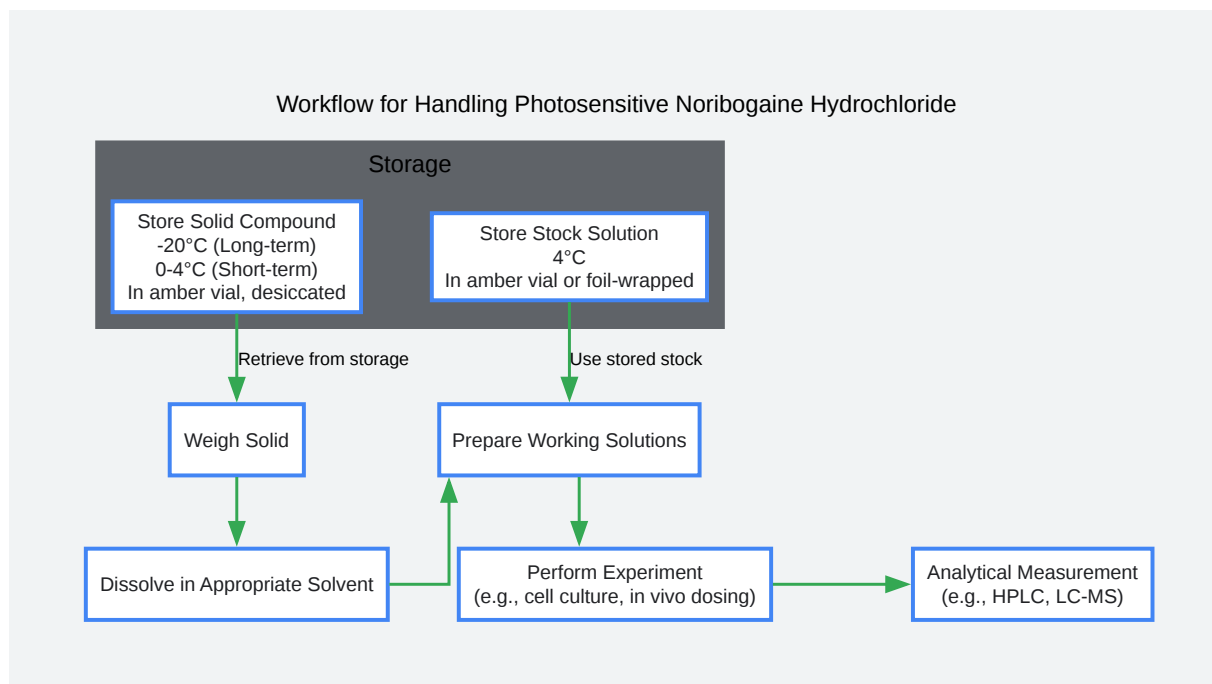 Workflow for Handling Photosensitive Noribogaine Hydrochloride
Storage
Store Solid Compound
-20°C (Long-term)
0-4°C (Short-term)
In amber vial, desiccated
Store Stock Solution
4°C
In amber vial or foil-wrapped
Retrieve from storage
Use stored stock
Weigh Solid
Prepare Working Solutions
Dissolve in Appropriate Solvent
Perform Experiment
(e.g., cell culture, in vivo dosing)
Analytical Measurement
(e.g., HPLC, LC-MS)